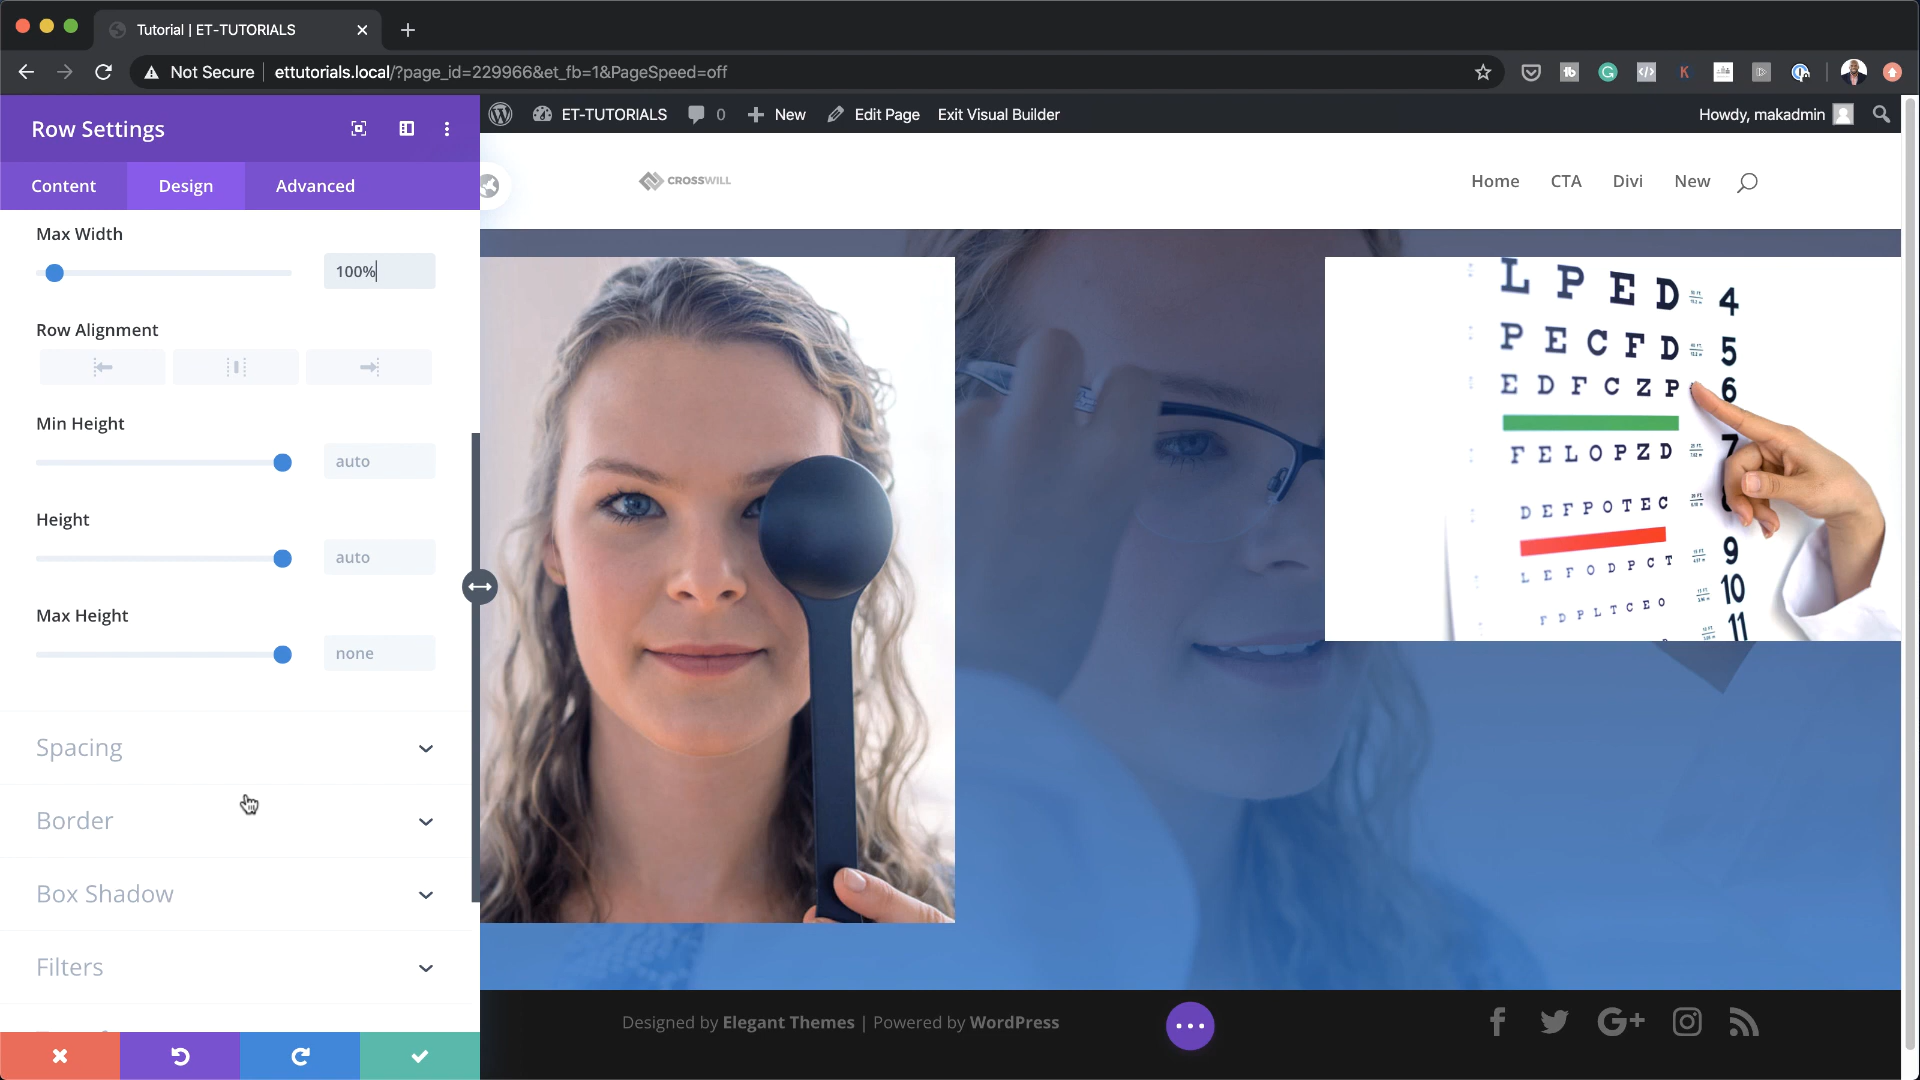 Tutorial | ET-TUTORIALS
Not Secure
ettutorials.local/?page_id=229966&et_fb=1&PageSpeed=off
Row Settings
ET-TUTORIALS
0
New
Edit Page
Exit Visual Builder
Howdy, makadmin
Content
Design
Advanced
CROSSWILL
Home
CTA
Divi
New
Max Width
100%
Row Alignment
Min Height
auto
Height
auto
Max Height
none
Spacing
Border
Box Shadow
Filters
L P E D 4
P E C F D 5
E D F C Z P 6
F E L O P Z D 7
D E F P O T E C
L E F O D P C T 9
10
F D P L T C E O
11
Designed by Elegant Themes | Powered by WordPress